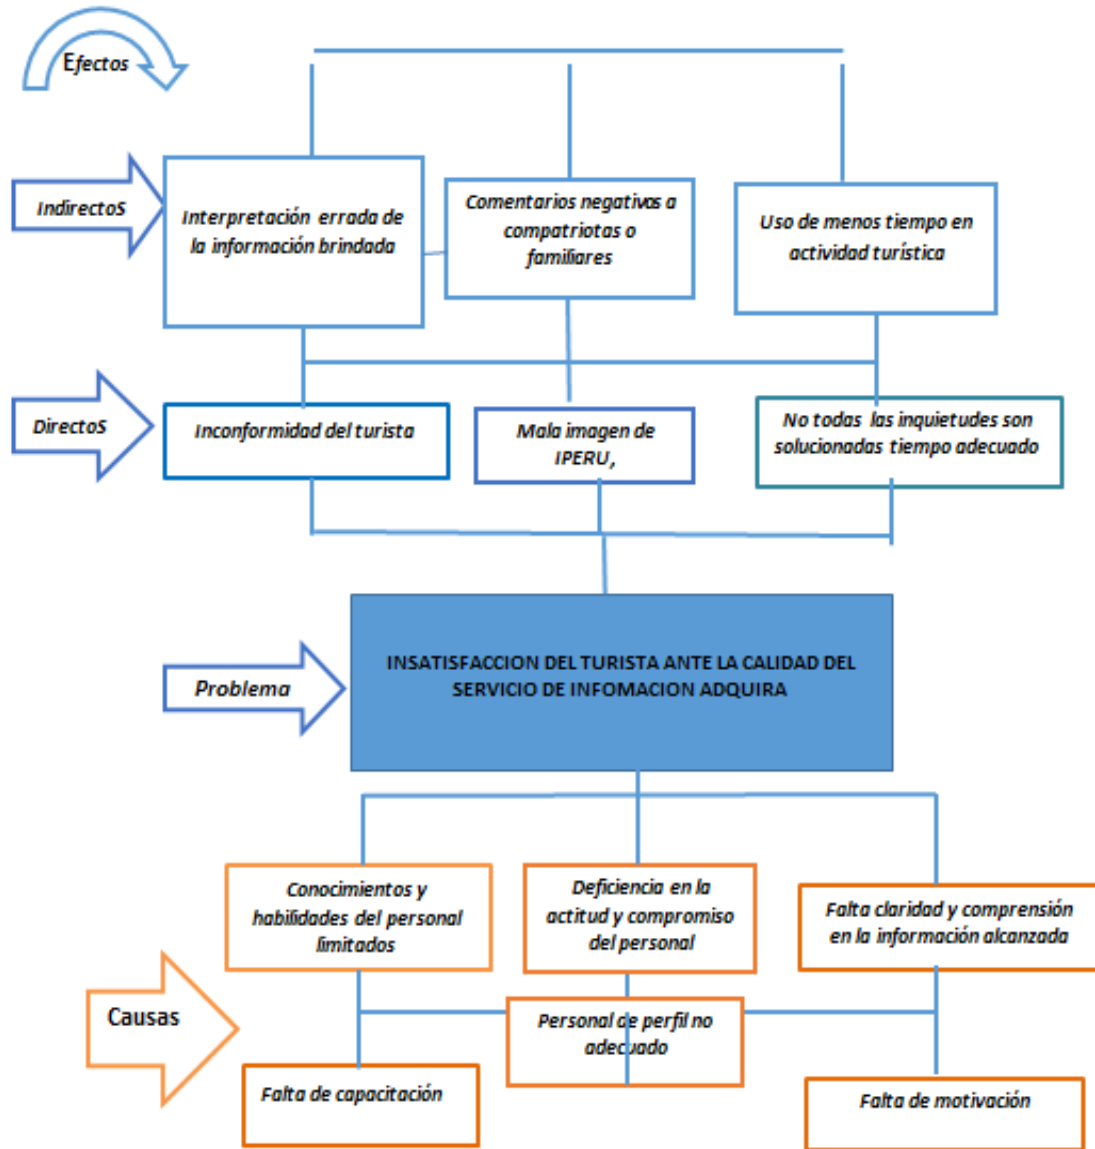 Efectos
IndirectoS
Interpretación errada de
la información brindada
Comentarios negativos a
compatriotas o
familiares
Uso de menos tiempo en
actividad turística
DirectoS
Inconformidad del turista
Mala imagen de
IPERU,
No todas las inquietudes son
solucionadas tiempo adecuado
Problema
INSATISFACCION DEL TURISTA ANTE LA CALIDAD DEL
SERVICIO DE INFOMACION ADQUIRA
Conocimientos y
habilidades del personal
limitados
Deficiencia en la
actitud y compromiso
del personal
Falta claridad y comprensión
en la información alcanzada
Causas
Personal de perfil no
adecuado
Falta de capacitación
Falta de motivación